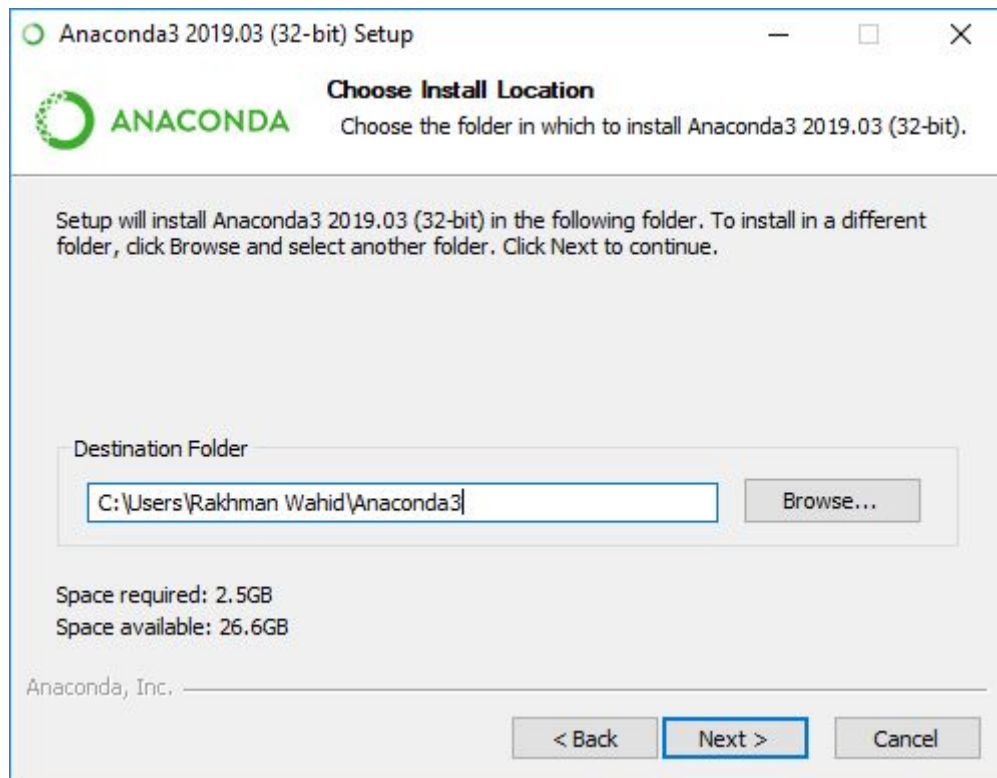 Anaconda3 2019.03 (32-bit) Setup
ANACONDA
Choose Install Location
Choose the folder in which to install Anaconda3 2019.03 (32-bit).
Setup will install Anaconda3 2019.03 (32-bit) in the following folder. To install in a different
folder, click Browse and select another folder. Click Next to continue.
Destination Folder
C:\Users\Rakhman Wahid\Anaconda3
Browse...
Space required: 2.5GB
Space available: 26.6GB
Anaconda, Inc.
< Back
Next >
Cancel